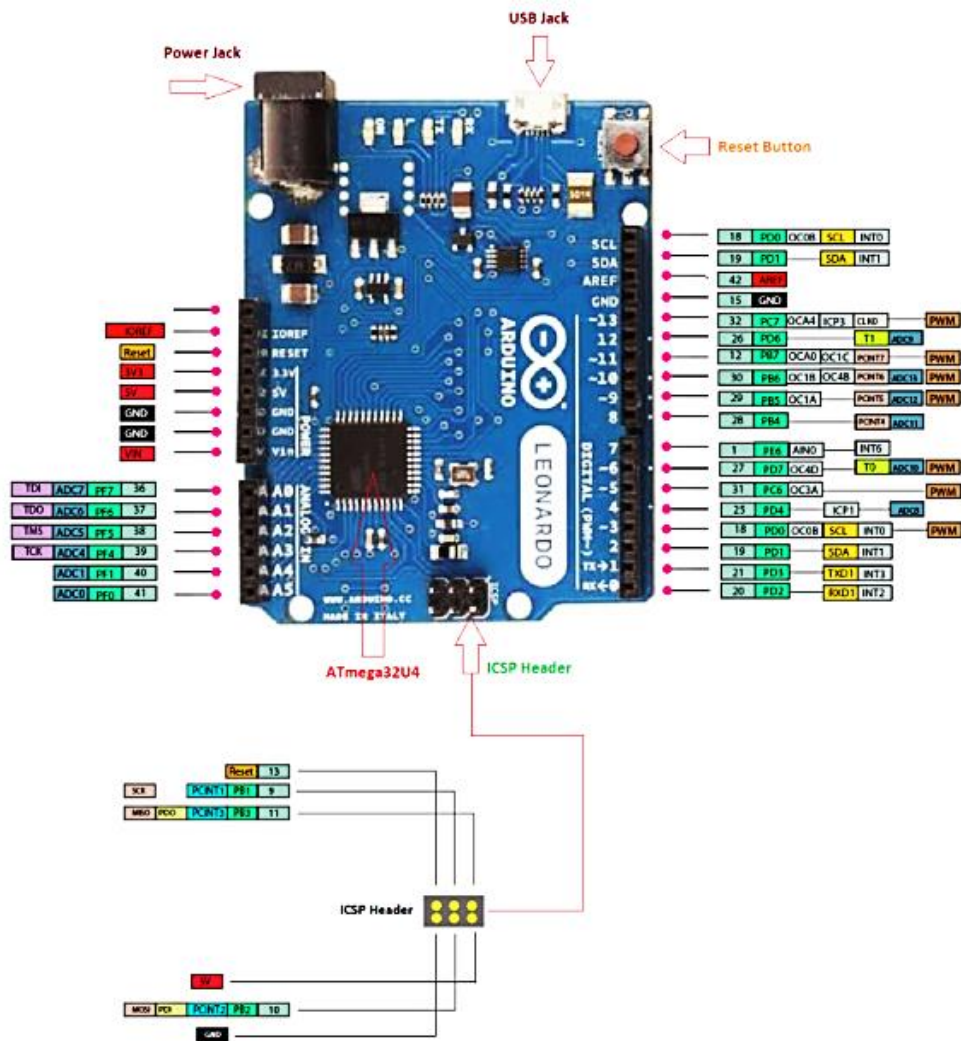 USB Jack
Power Jack
Reset Button
ON L TX RX
SCL
SDA
AREF
GND
~13
12
~11
~10
~9
8
7
~6
~5
4
~3
2
TX→1
RX←0
DIGITAL (PWM~)
ARDUINO
LEONARDO
IOREF
RESET
3.3V
5V
GND
GND
Vin
POWER
A0
A1
A2
A3
A4
A5
ANALOG IN
ICSP
WWW.ARDUINO.CC
MADE IN ITALY
18 PD0 OC0B SCL INT0
19 PD1 SDA INT1
42 AREF
15 GND
32 PC7 OCA4 ICP3 CLK0 PWM
26 PD6 T1 ADC9
12 PB7 OCA0 OC1C PCINT7 PWM
30 PB6 OC1B OC4B PCINT6 ADC13 PWM
29 PB5 OC1A PCINT5 ADC12 PWM
28 PB4 PCINT4 ADC11
1 PE6 AIN0 INT6
27 PD7 OC4D T0 ADC10 PWM
31 PC6 OC3A PWM
25 PD4 ICP1 ADC8
18 PD0 OC0B SCL INT0 PWM
19 PD1 SDA INT1
21 PD3 TXD1 INT3
20 PD2 RXD1 INT2
IOREF
Reset
3V3
5V
GND
GND
VIN
TDI ADC7 PF7 36
TDO ADC6 PF6 37
TMS ADC5 PF5 38
TCK ADC4 PF4 39
ADC1 PF1 40
ADC0 PF0 41
ATmega32U4
ICSP Header
Reset 13
SCK PCINT1 PB1 9
MISO PDO PCINT3 PB3 11
ICSP Header
5V
MOSI PDI PCINT2 PB2 10
GND